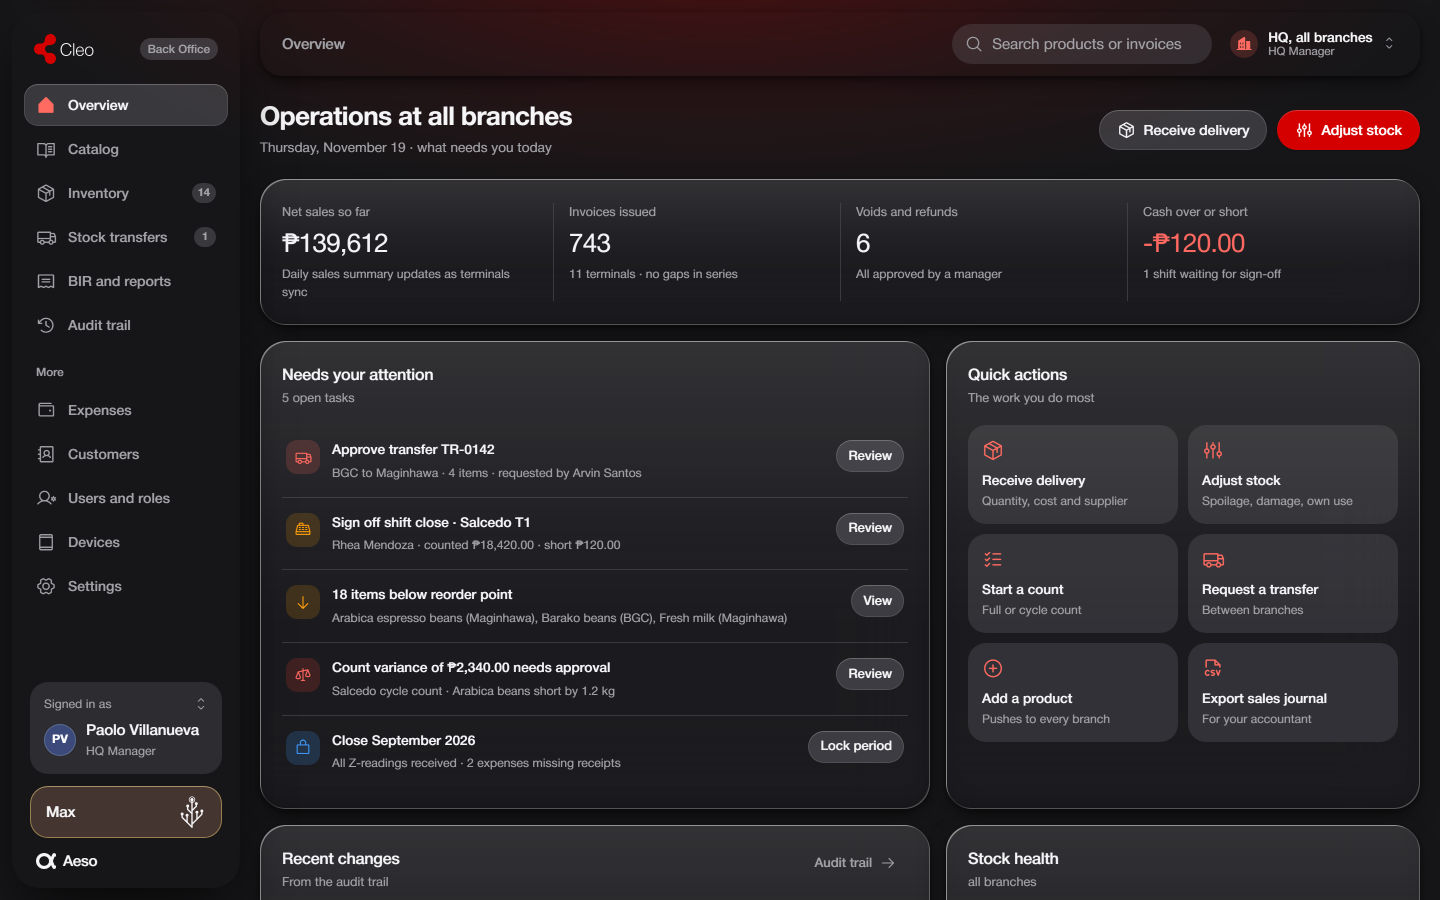 Cleo
Back Office
Overview
Catalog
Inventory
14
Stock transfers
1
BIR and reports
Audit trail
More
Expenses
Customers
Users and roles
Devices
Settings
Signed in as
PV
Paolo Villanueva
HQ Manager
Max
Aeso
Overview
Search products or invoices
HQ, all branches
HQ Manager
Operations at all branches
Thursday, November 19 · what needs you today
Receive delivery
Adjust stock
Net sales so far
₱139,612
Daily sales summary updates as terminals
sync
Invoices issued
743
11 terminals · no gaps in series
Voids and refunds
6
All approved by a manager
Cash over or short
-₱120.00
1 shift waiting for sign-off
Needs your attention
5 open tasks
Approve transfer TR-0142
BGC to Maginhawa · 4 items · requested by Arvin Santos
Review
Sign off shift close · Salcedo T1
Rhea Mendoza · counted ₱18,420.00 · short ₱120.00
Review
18 items below reorder point
Arabica espresso beans (Maginhawa), Barako beans (BGC), Fresh milk (Maginhawa)
View
Count variance of ₱2,340.00 needs approval
Salcedo cycle count · Arabica beans short by 1.2 kg
Review
Close September 2026
All Z-readings received · 2 expenses missing receipts
Lock period
Quick actions
The work you do most
Receive delivery
Quantity, cost and supplier
Adjust stock
Spoilage, damage, own use
Start a count
Full or cycle count
Request a transfer
Between branches
Add a product
Pushes to every branch
CSV
Export sales journal
For your accountant
Recent changes
From the audit trail
Audit trail
Stock health
all branches